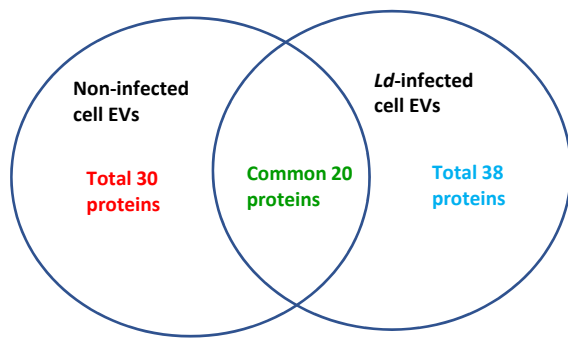 Non-infected
cell EVs
Ld-infected
cell EVs
Total 30
proteins
Common 20
proteins
Total 38
proteins